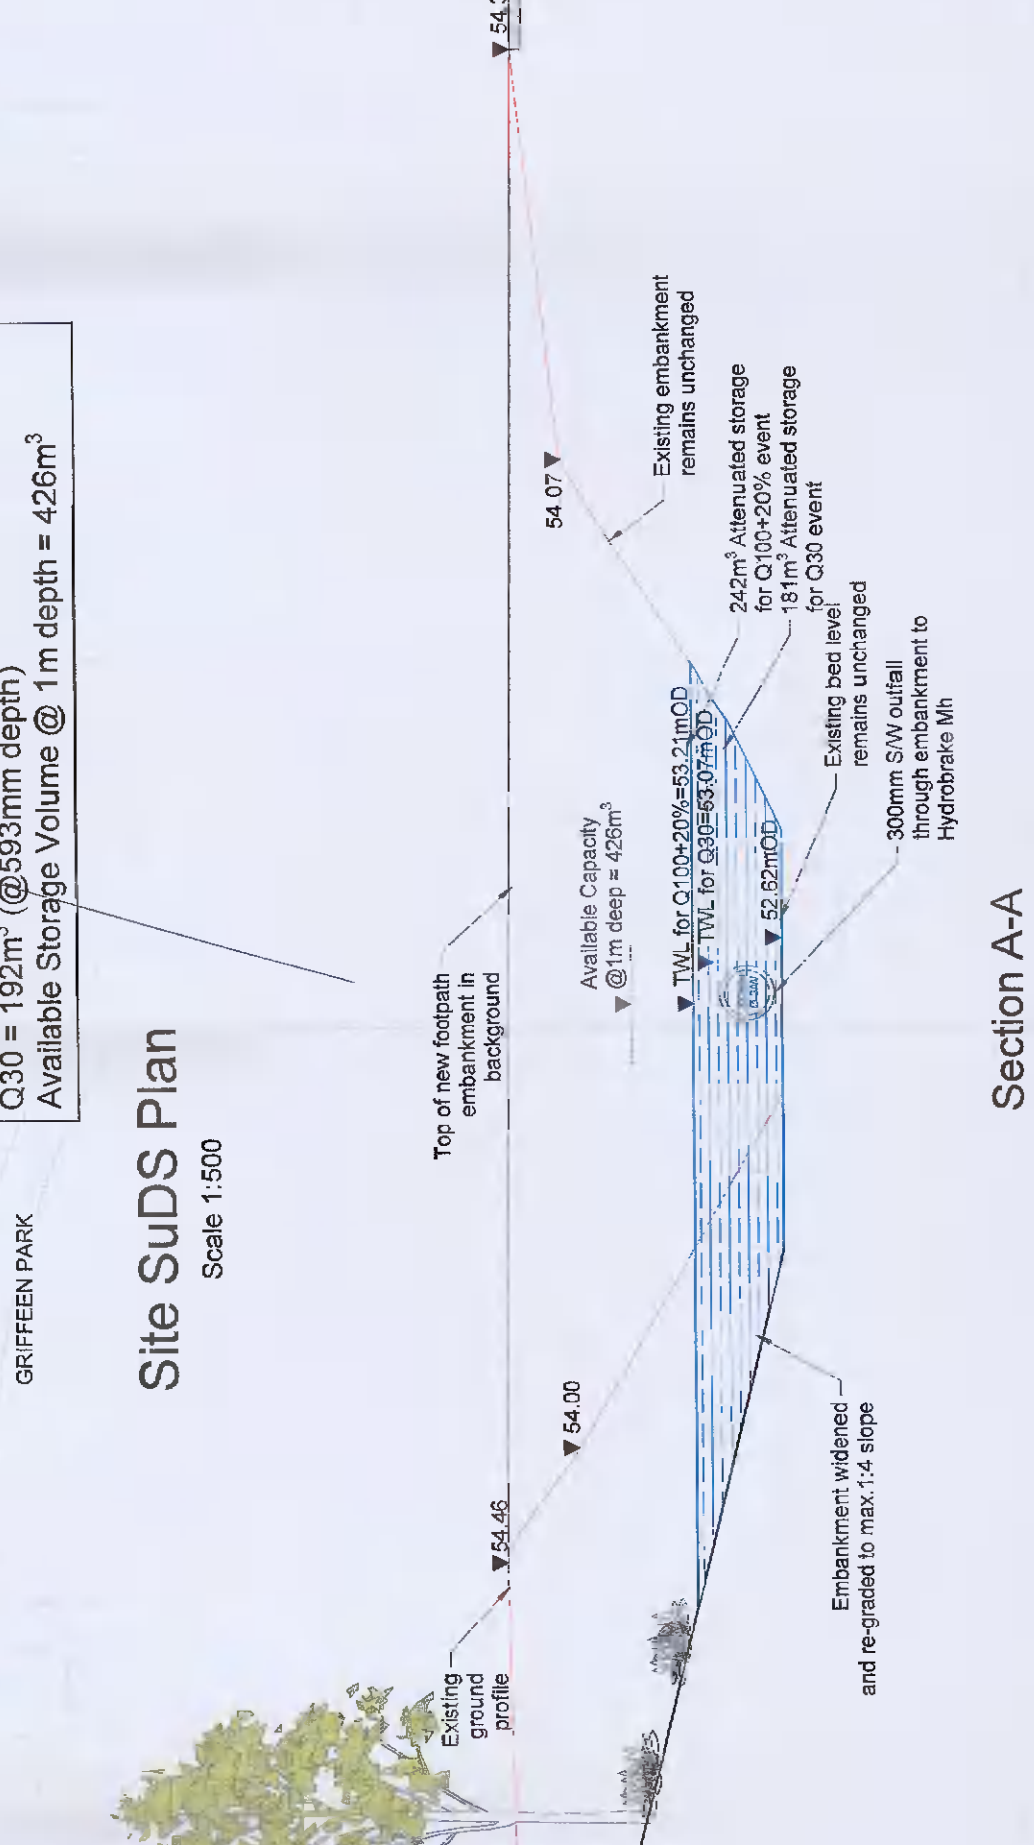 Q30 = 192m³ (@593mm depth)
Available Storage Volume @ 1m depth = 426m³
GRIFFEEN PARK
Site SuDS Plan
Scale 1:500
Top of new footpath
embankment in
background
54.07
Existing embankment
remains unchanged
Available Capacity
@1m deep = 426m³
242m³ Attenuated storage
for Q100+20% event
181m³ Attenuated storage
for Q30 event
TWL for Q100+20%=53.21mOD
TWL for Q30=53.07mOD
52.62mOD
Existing bed level
remains unchanged
300mm S/W outfall
through embankment to
Hydrobrake Mh
54.46
54.00
Existing
ground
profile
Embankment widened
and re-graded to max.1:4 slope
Section A-A